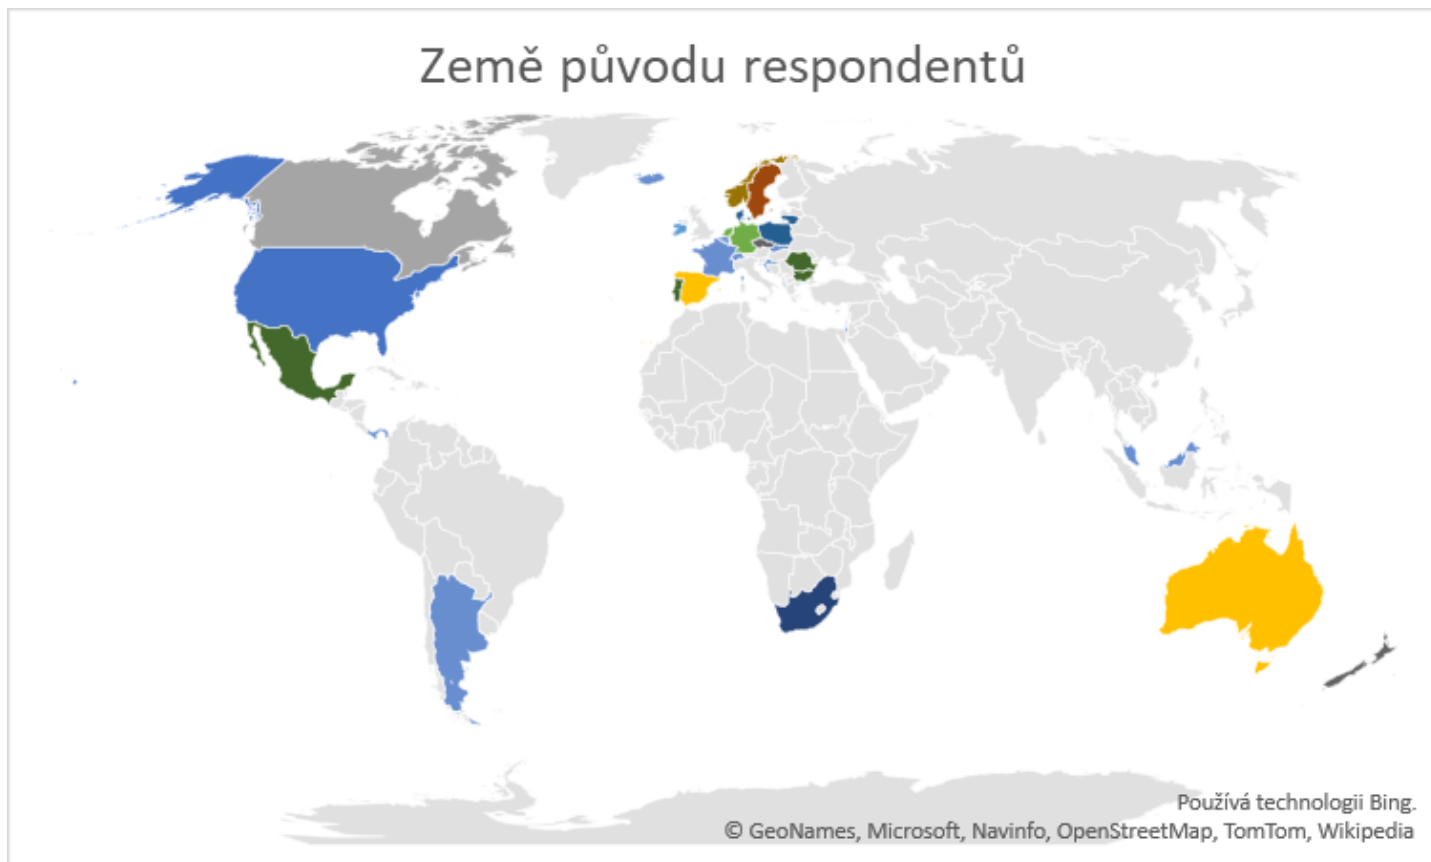 Země původu respondentů
Používá technologii Bing.
© GeoNames, Microsoft, Navinfo, OpenStreetMap, TomTom, Wikipedia